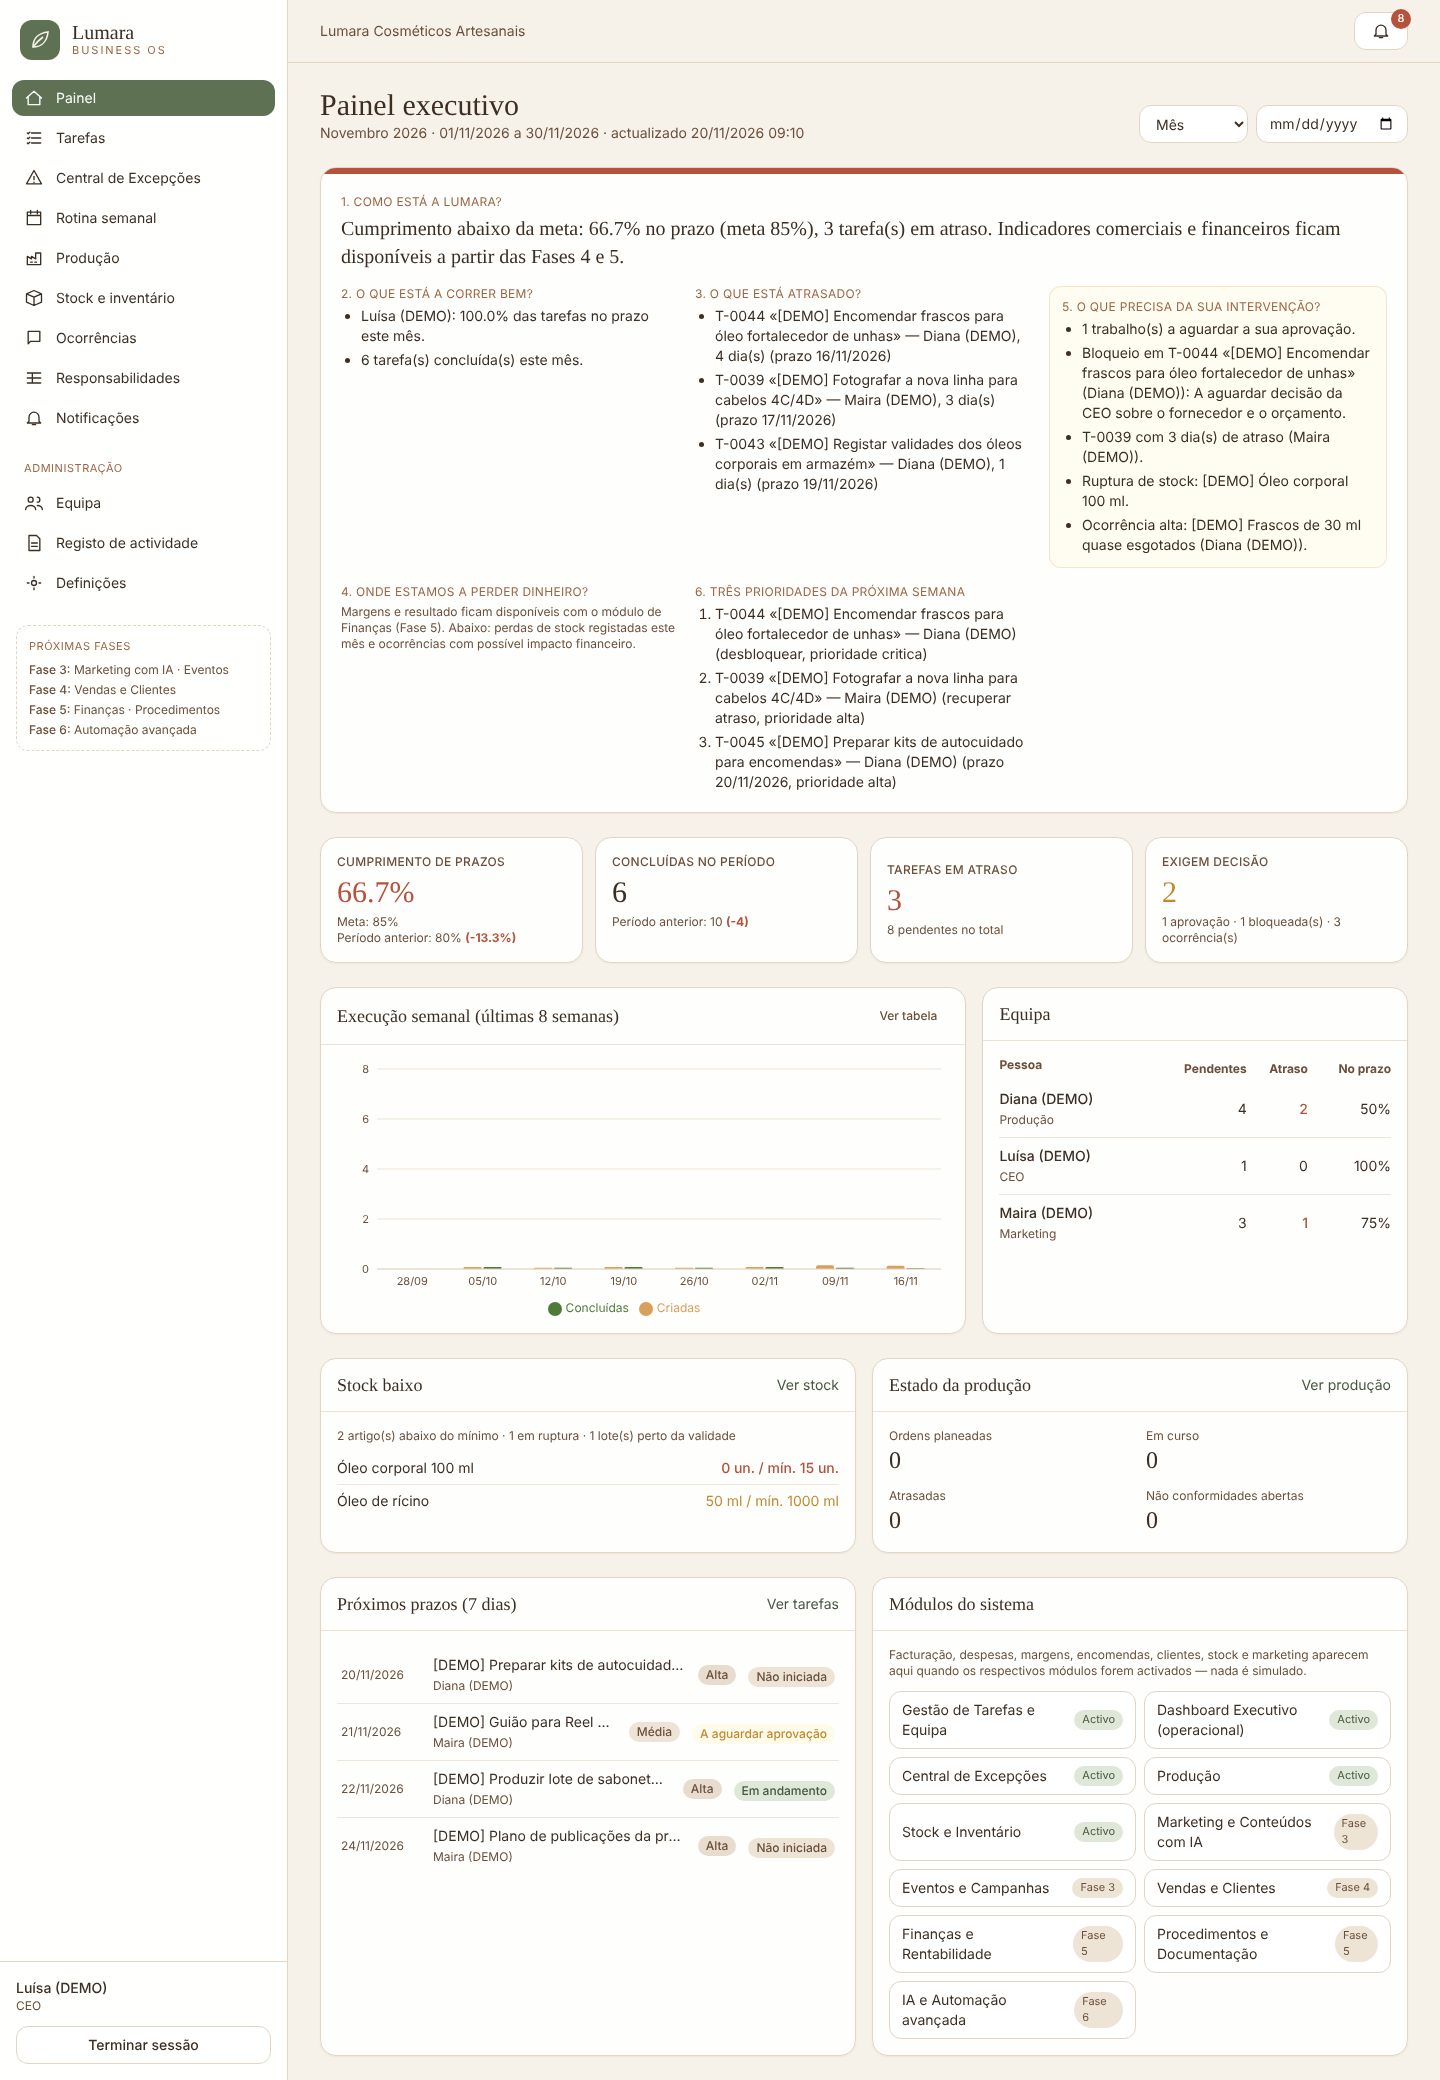 Lumara
BUSINESS OS
Painel
Tarefas
Central de Excepções
Rotina semanal
Produção
Stock e inventário
Ocorrências
Responsabilidades
Notificações
ADMINISTRAÇÃO
Equipa
Registo de actividade
Definições
PRÓXIMAS FASES
Fase 3: Marketing com IA · Eventos
Fase 4: Vendas e Clientes
Fase 5: Finanças · Procedimentos
Fase 6: Automação avançada
Luísa (DEMO)
CEO
Terminar sessão
Lumara Cosméticos Artesanais
8
Painel executivo
Novembro 2026 · 01/11/2026 a 30/11/2026 · actualizado 20/11/2026 09:10
Mês
mm/dd/yyyy
1. COMO ESTÁ A LUMARA?
Cumprimento abaixo da meta: 66.7% no prazo (meta 85%), 3 tarefa(s) em atraso. Indicadores comerciais e financeiros ficam
disponíveis a partir das Fases 4 e 5.
2. O QUE ESTÁ A CORRER BEM?
• Luísa (DEMO): 100.0% das tarefas no prazo
este mês.
• 6 tarefa(s) concluída(s) este mês.
3. O QUE ESTÁ ATRASADO?
• T-0044 «[DEMO] Encomendar frascos para
óleo fortalecedor de unhas» — Diana (DEMO),
4 dia(s) (prazo 16/11/2026)
• T-0039 «[DEMO] Fotografar a nova linha para
cabelos 4C/4D» — Maira (DEMO), 3 dia(s)
(prazo 17/11/2026)
• T-0043 «[DEMO] Registar validades dos óleos
corporais em armazém» — Diana (DEMO), 1
dia(s) (prazo 19/11/2026)
5. O QUE PRECISA DA SUA INTERVENÇÃO?
• 1 trabalho(s) a aguardar a sua aprovação.
• Bloqueio em T-0044 «[DEMO] Encomendar
frascos para óleo fortalecedor de unhas»
(Diana (DEMO)): A aguardar decisão da
CEO sobre o fornecedor e o orçamento.
• T-0039 com 3 dia(s) de atraso (Maira
(DEMO)).
• Ruptura de stock: [DEMO] Óleo corporal
100 ml.
• Ocorrência alta: [DEMO] Frascos de 30 ml
quase esgotados (Diana (DEMO)).
4. ONDE ESTAMOS A PERDER DINHEIRO?
Margens e resultado ficam disponíveis com o módulo de
Finanças (Fase 5). Abaixo: perdas de stock registadas este
mês e ocorrências com possível impacto financeiro.
6. TRÊS PRIORIDADES DA PRÓXIMA SEMANA
1. T-0044 «[DEMO] Encomendar frascos para
óleo fortalecedor de unhas» — Diana (DEMO)
(desbloquear, prioridade critica)
2. T-0039 «[DEMO] Fotografar a nova linha para
cabelos 4C/4D» — Maira (DEMO) (recuperar
atraso, prioridade alta)
3. T-0045 «[DEMO] Preparar kits de autocuidado
para encomendas» — Diana (DEMO) (prazo
20/11/2026, prioridade alta)
CUMPRIMENTO DE PRAZOS
66.7%
Meta: 85%
Período anterior: 80% (-13.3%)
CONCLUÍDAS NO PERÍODO
6
Período anterior: 10 (-4)
TAREFAS EM ATRASO
3
8 pendentes no total
EXIGEM DECISÃO
2
1 aprovação · 1 bloqueada(s) · 3
ocorrência(s)
Execução semanal (últimas 8 semanas)
Ver tabela
8
6
4
2
0
28/09 05/10 12/10 19/10 26/10 02/11 09/11 16/11
Concluídas Criadas
Equipa
Pessoa Pendentes Atraso No prazo
Diana (DEMO)
Produção
4 2 50%
Luísa (DEMO)
CEO
1 0 100%
Maira (DEMO)
Marketing
3 1 75%
Stock baixo
Ver stock
2 artigo(s) abaixo do mínimo · 1 em ruptura · 1 lote(s) perto da validade
Óleo corporal 100 ml 0 un. / mín. 15 un.
Óleo de rícino 50 ml / mín. 1000 ml
Estado da produção
Ver produção
Ordens planeadas
0
Em curso
0
Atrasadas
0
Não conformidades abertas
0
Próximos prazos (7 dias)
Ver tarefas
20/11/2026 [DEMO] Preparar kits de autocuidad... Alta Não iniciada
Diana (DEMO)
21/11/2026 [DEMO] Guião para Reel ... Média A aguardar aprovação
Maira (DEMO)
22/11/2026 [DEMO] Produzir lote de sabonet... Alta Em andamento
Diana (DEMO)
24/11/2026 [DEMO] Plano de publicações da pr... Alta Não iniciada
Maira (DEMO)
Módulos do sistema
Facturação, despesas, margens, encomendas, clientes, stock e marketing aparecem
aqui quando os respectivos módulos forem activados — nada é simulado.
Gestão de Tarefas e
Equipa
Activo
Dashboard Executivo
(operacional)
Activo
Central de Excepções Activo
Produção Activo
Stock e Inventário Activo
Marketing e Conteúdos
com IA
Fase
3
Eventos e Campanhas Fase 3
Vendas e Clientes Fase 4
Finanças e
Rentabilidade
Fase
5
Procedimentos e
Documentação
Fase
5
IA e Automação
avançada
Fase
6